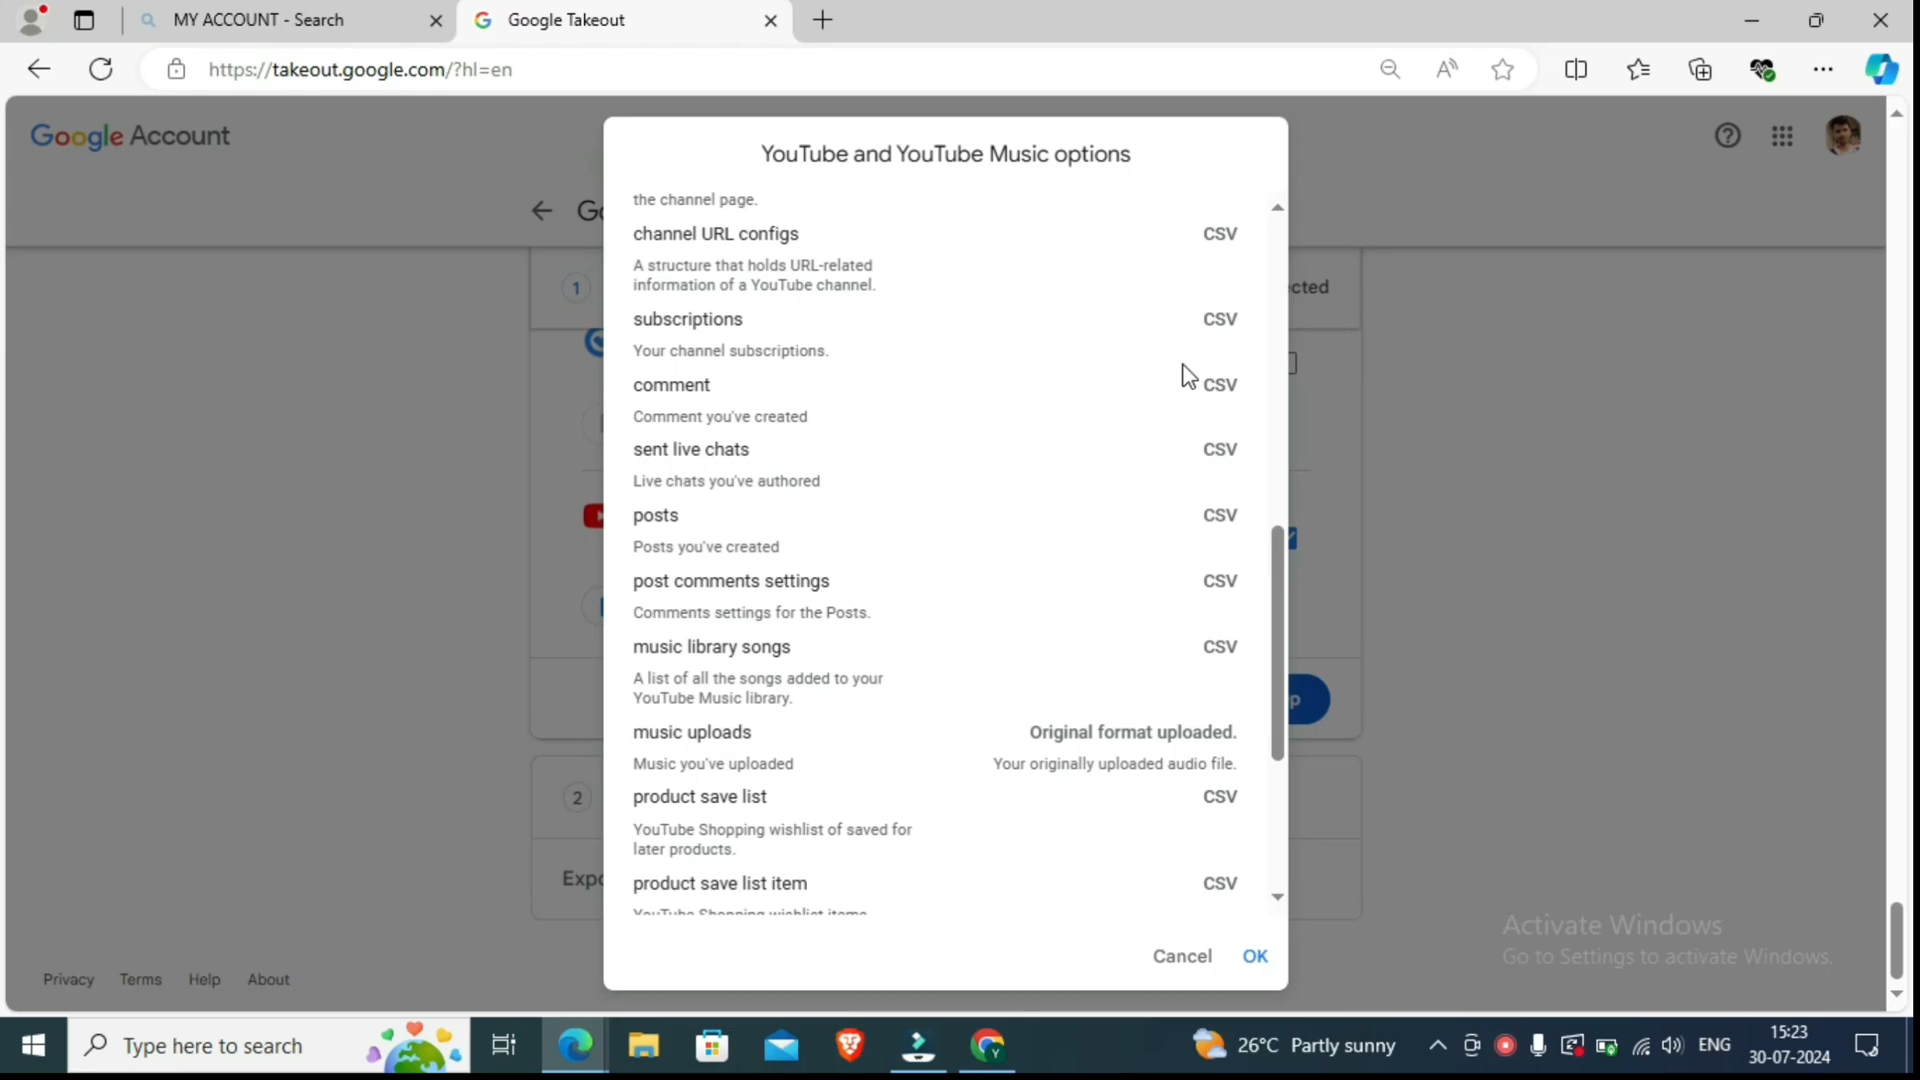 MY ACCOUNT - Search
Google Takeout
https://takeout.google.com/?hl=en
Google Account
YouTube and YouTube Music options
the channel page.
channel URL configs CSV
A structure that holds URL-related
information of a YouTube channel.
1
cted
subscriptions CSV
Your channel subscriptions.
comment CSV
Comment you've created
sent live chats CSV
Live chats you've authored
posts CSV
Posts you've created
post comments settings CSV
Comments settings for the Posts.
music library songs CSV
A list of all the songs added to your
YouTube Music library.
p
music uploads Original format uploaded.
Music you've uploaded Your originally uploaded audio file.
2
product save list CSV
YouTube Shopping wishlist of saved for
later products.
Expo
product save list item CSV
YouTube Shopping wishlist items
Cancel OK
Activate Windows
Go to Settings to activate Windows.
Privacy Terms Help About
Type here to search
26°C Partly sunny
ENG
15:23
30-07-2024